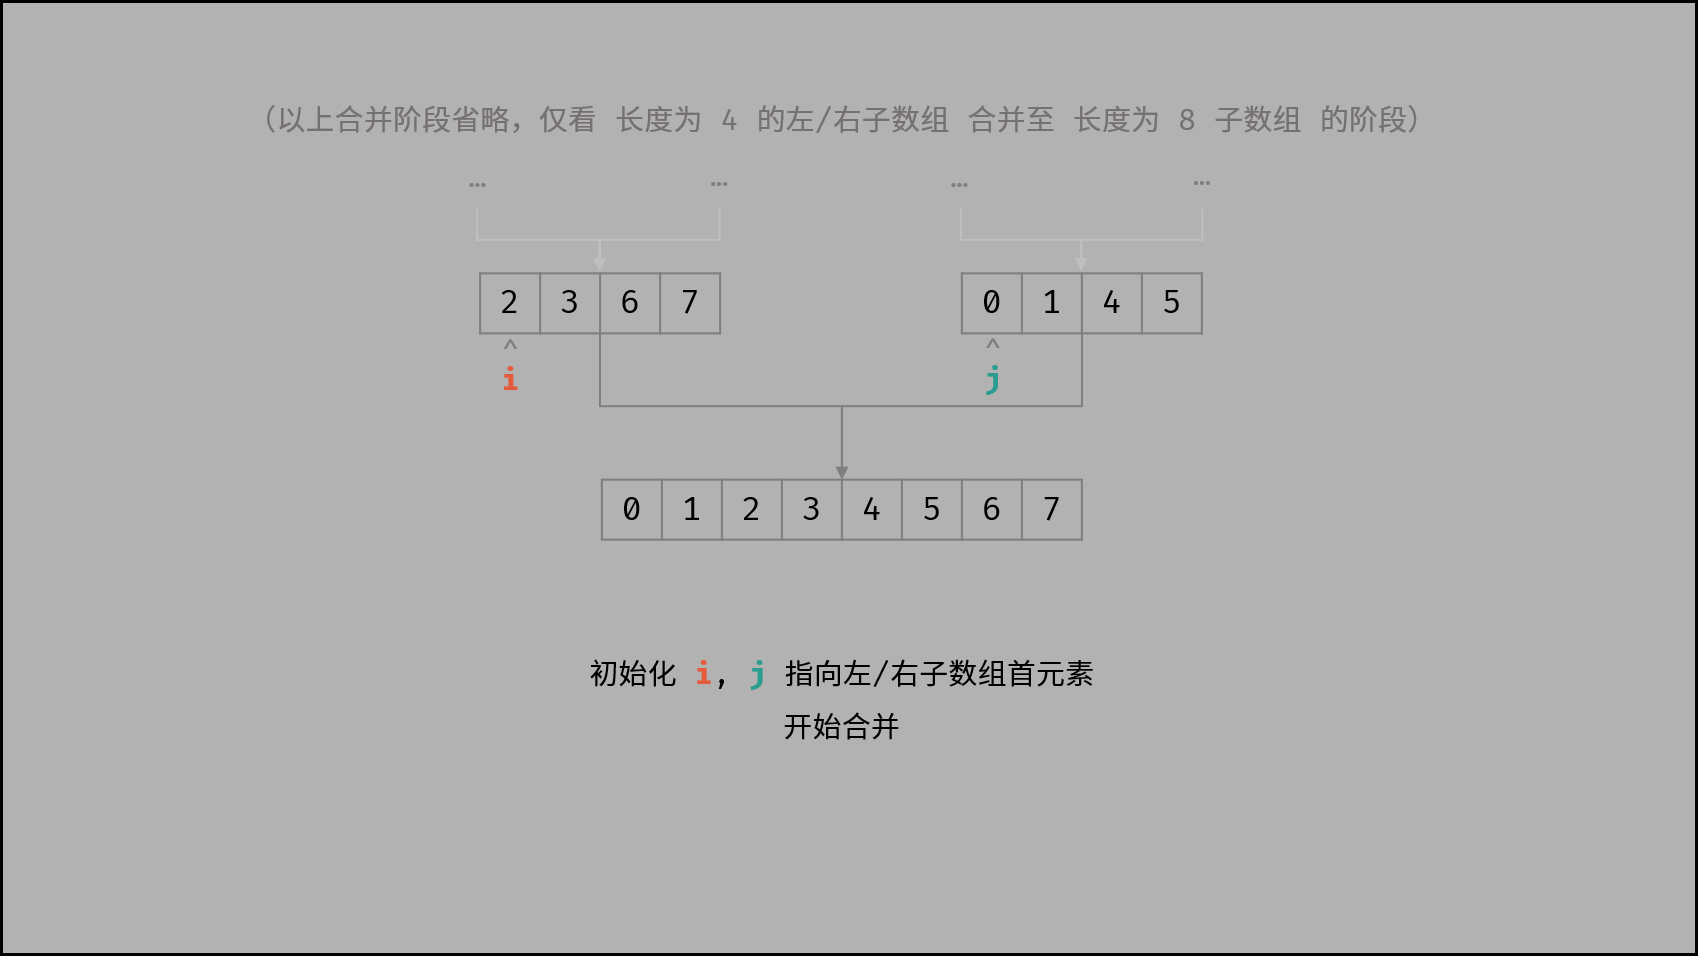 （以上合并阶段省略，仅看 长度为 4 的左/右子数组 合并至 长度为 8 子数组 的阶段）
… … … …
2 3 6 7 0 1 4 5
^ ^
i j
0 1 2 3 4 5 6 7
初始化 i, j 指向左/右子数组首元素
开始合并